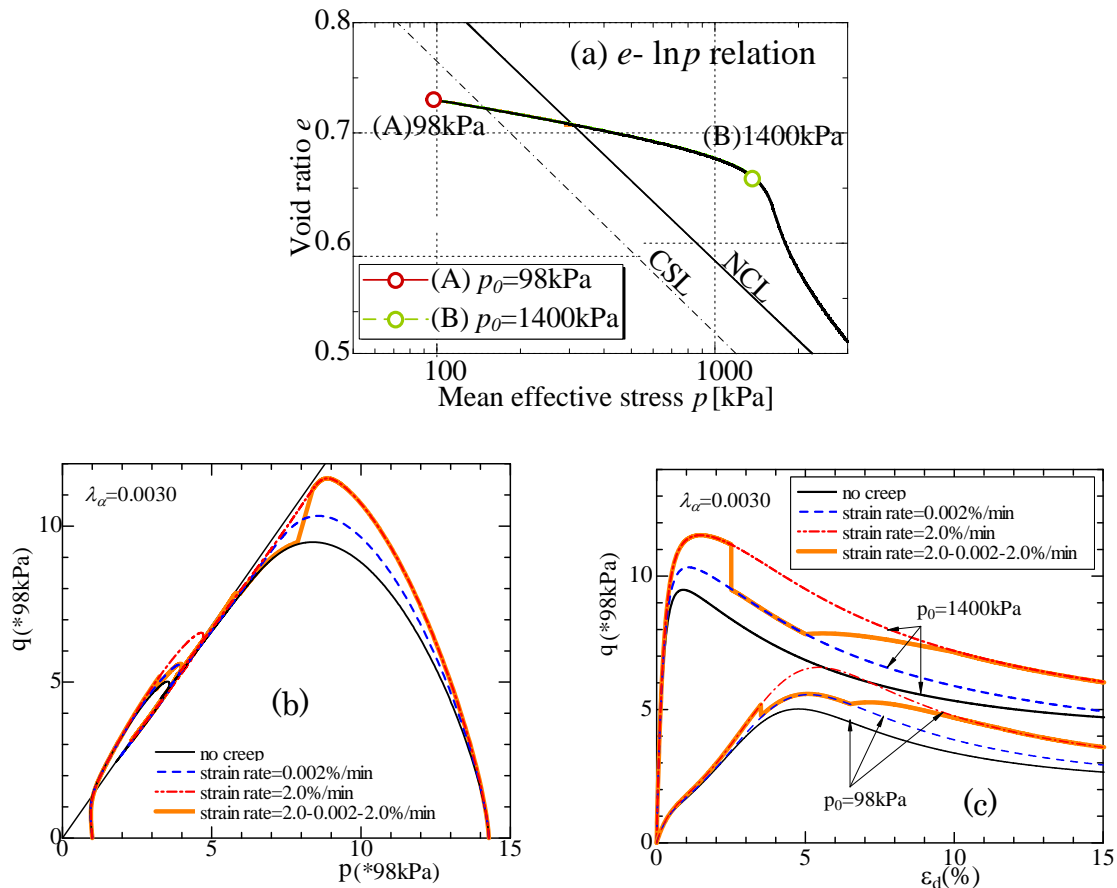 0.8
(a) e- lnp relation
(A)98kPa
(B)1400kPa
0.7
Void ratio e
0.6
CSL
NCL
(A) p0=98kPa
(B) p0=1400kPa
0.5
100
1000
Mean effective stress p [kPa]
λα=0.0030
10
q(*98kPa)
5
(b)
no creep
strain rate=0.002%/min
strain rate=2.0%/min
strain rate=2.0-0.002-2.0%/min
0
0
5
10
15
p(*98kPa)
λα=0.0030
no creep
strain rate=0.002%/min
strain rate=2.0%/min
strain rate=2.0-0.002-2.0%/min
10
q(*98kPa)
p0=1400kPa
5
p0=98kPa
(c)
0
0
5
10
15
εd(%)